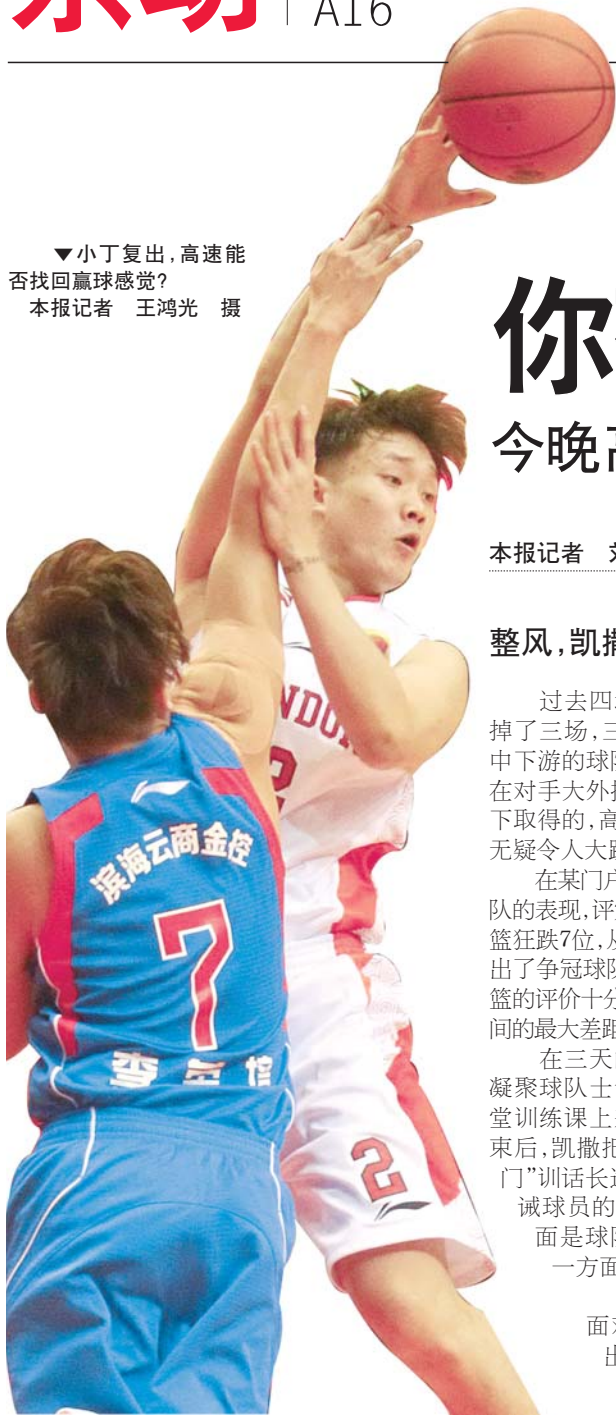 A16
▼小丁复出,高速能
否找回赢球感觉?
本报记者 王鸿光 摄
你
今晚
本报记者
整风,凯撒
过去四
掉了三场,三
中下游的球队
在对手大外援
下取得的,高
无疑令人大跌
在某门户
队的表现,评
篮狂跌7位,从
出了争冠球队
篮的评价十分
间的最大差距
在三天
凝聚球队士
堂训练课上
束后,凯撒把
门”训话长达
诫球员的
面是球队
一方面
面对
出
2
2
滨海云商金控
7